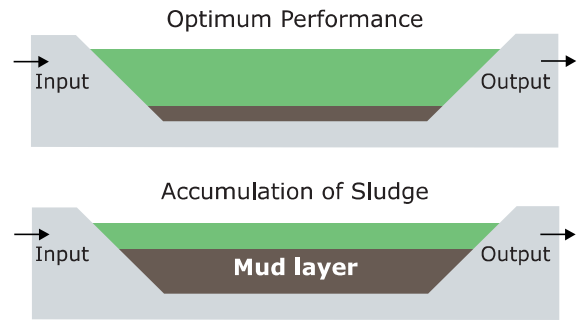 Optimum Performance
Input
Output
Accumulation of Sludge
Input
Mud layer
Output